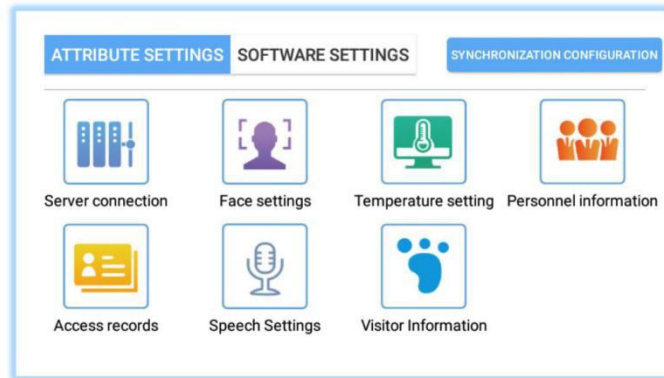 ATTRIBUTE SETTINGS SOFTWARE SETTINGS SYNCHRONIZATION CONFIGURATION
Server connection Face settings Temperature setting Personnel information
Access records Speech Settings Visitor Information